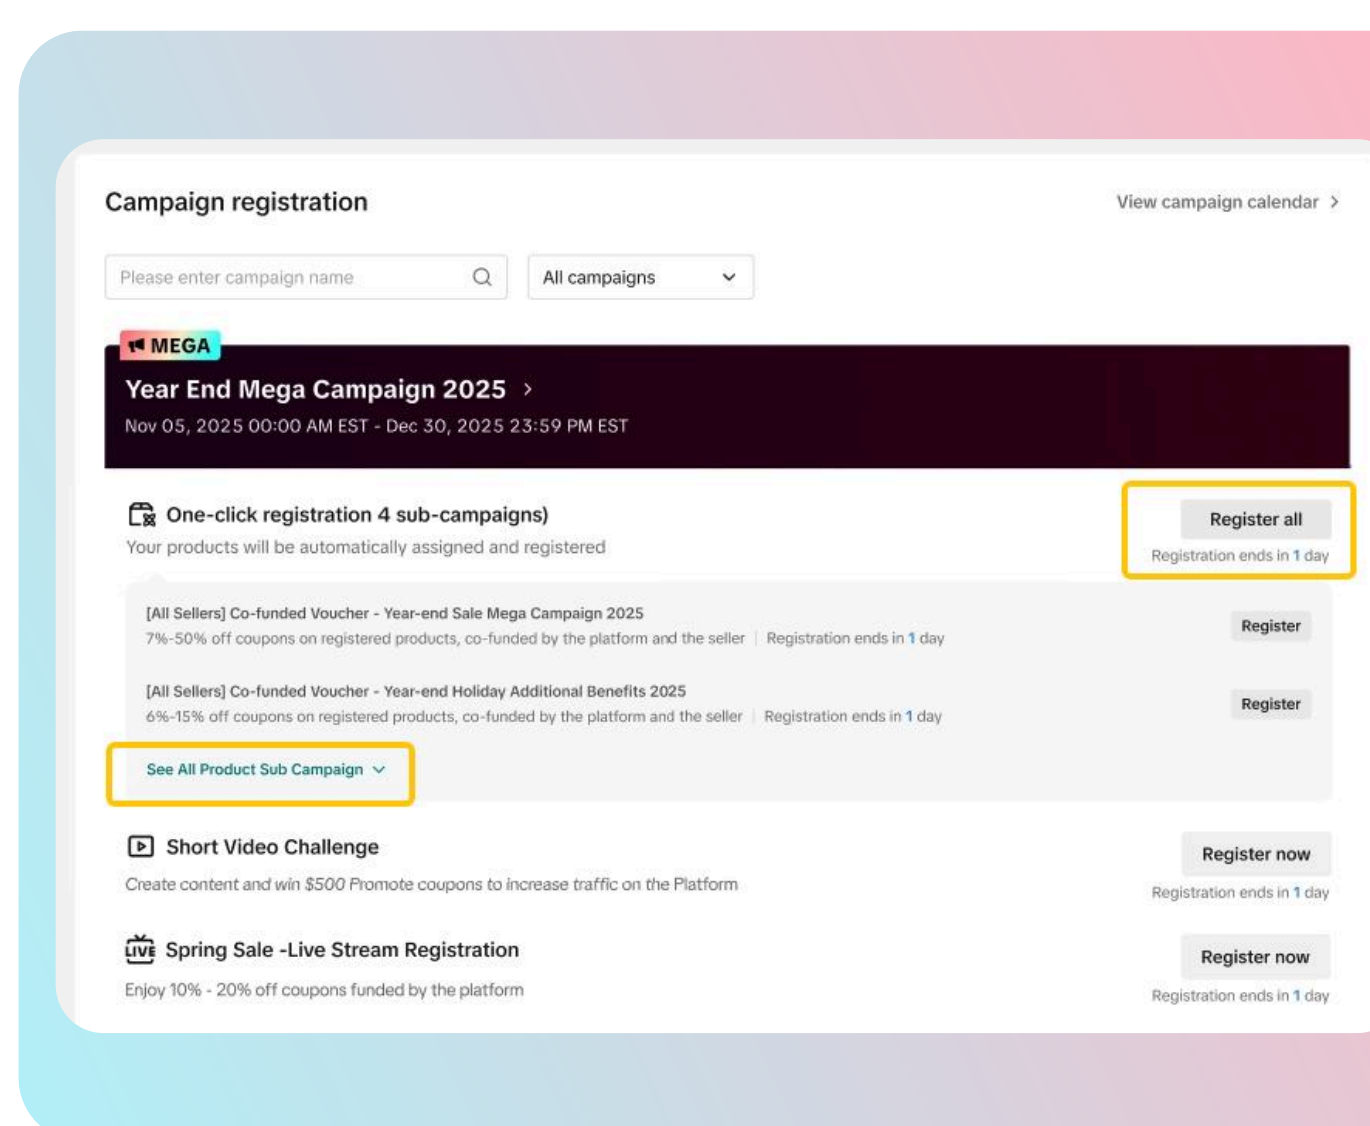 Campaign registration
View campaign calendar >
Please enter campaign name
All campaigns
MEGA
Year End Mega Campaign 2025 >
Nov 05, 2025 00:00 AM EST - Dec 30, 2025 23:59 PM EST
One-click registration 4 sub-campaigns)
Register all
Your products will be automatically assigned and registered
Registration ends in 1 day
[All Sellers] Co-funded Voucher - Year-end Sale Mega Campaign 2025
7%-50% off coupons on registered products, co-funded by the platform and the seller | Registration ends in 1 day
Register
[All Sellers] Co-funded Voucher - Year-end Holiday Additional Benefits 2025
6%-15% off coupons on registered products, co-funded by the platform and the seller | Registration ends in 1 day
Register
See All Product Sub Campaign
Short Video Challenge
Register now
Create content and win $500 Promote coupons to increase traffic on the Platform
Registration ends in 1 day
LIVE
Spring Sale -Live Stream Registration
Register now
Enjoy 10% - 20% off coupons funded by the platform
Registration ends in 1 day